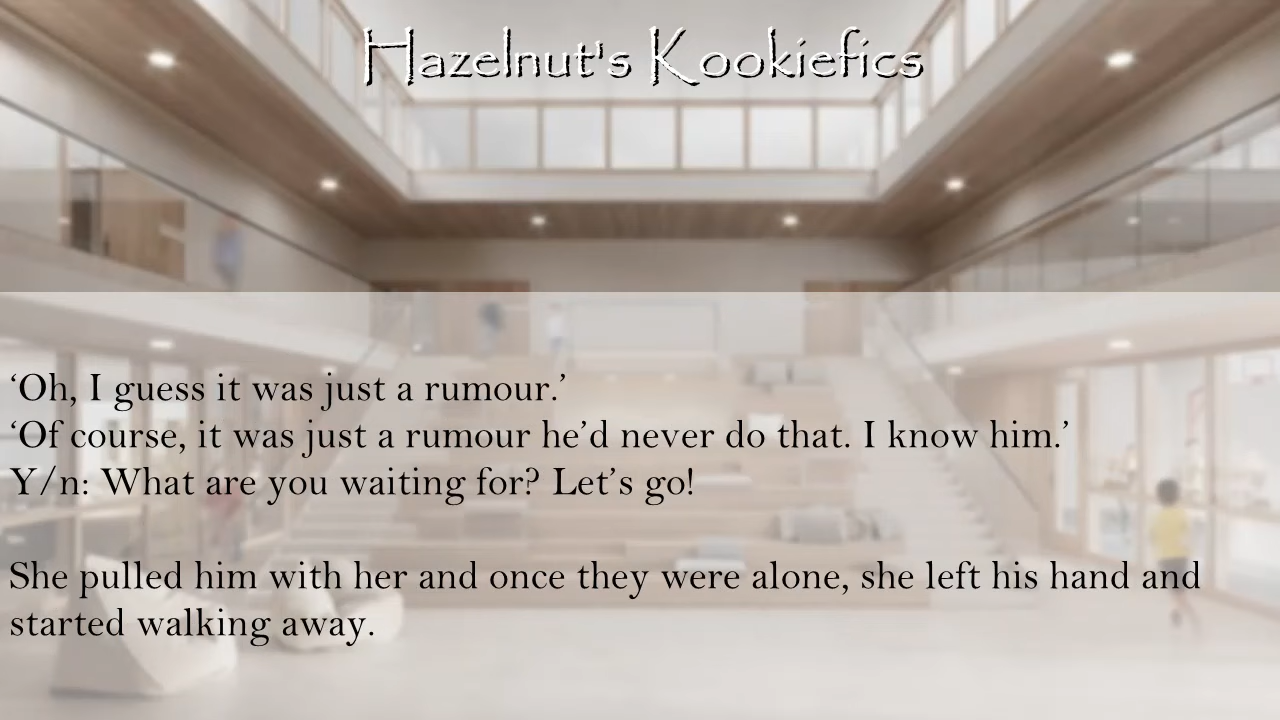 Hazelnut's Kookiefics
‘Oh, I guess it was just a rumour.’
‘Of course, it was just a rumour he’d never do that. I know him.’
Y/n: What are you waiting for? Let’s go!
She pulled him with her and once they were alone, she left his hand and
started walking away.